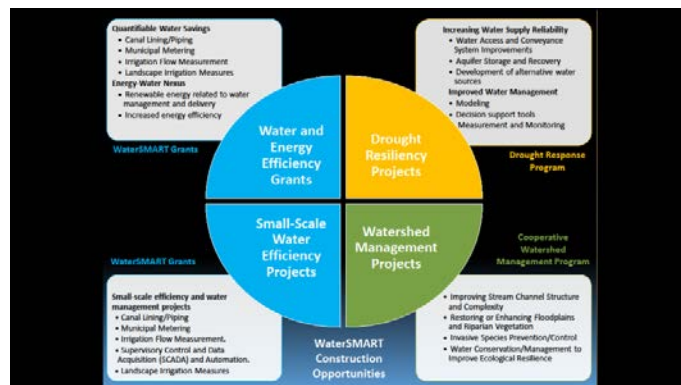 Quantifiable Water Savings
• Canal Lining/Piping
• Municipal Metering
• Irrigation Flow Measurement
• Landscape Irrigation Measures
Energy-Water Nexus
• Renewable energy related to water
management and delivery
• Increased energy efficiency
WaterSMART Grants
Increasing Water Supply Reliability
• Water Access and Conveyance
System Improvements
• Aquifer Storage and Recovery
• Development of alternative water
sources
Improved Water Management
• Modeling
• Decision support tools
Measurement and Monitoring
Drought Response
Program
Water and
Energy
Efficiency
Grants
Drought
Resiliency
Projects
Small-Scale
Water
Efficiency
Projects
Watershed
Management
Projects
WaterSMART Grants
Small-scale efficiency and water
management projects
• Canal Lining/Piping
• Municipal Metering
• Irrigation Flow Measurement.
• Supervisory Control and Data
Acquisition (SCADA) and Automation.
• Landscape Irrigation Measures
Cooperative
Watershed
Management Program
• Improving Stream Channel Structure
and Complexity
• Restoring or Enhancing Floodplains
and Riparian Vegetation
• Invasive Species Prevention/Control
• Water Conservation/Management to
Improve Ecological Resilience
WaterSMART
Construction
Opportunities